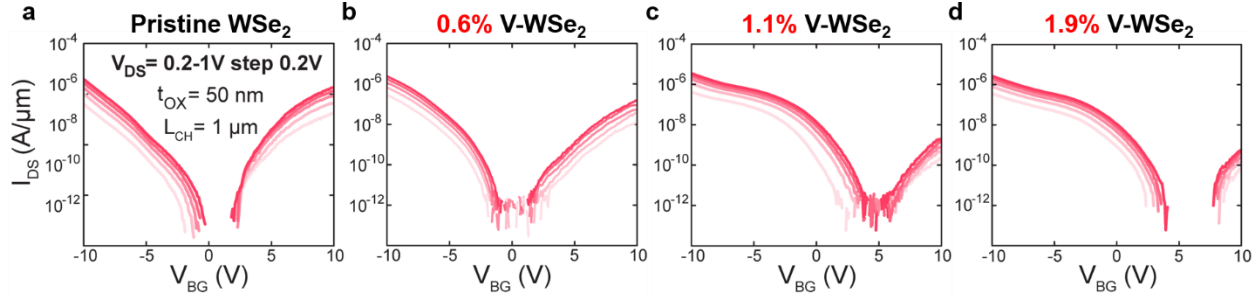 a Pristine WSe₂
b 0.6% V-WSe₂
c 1.1% V-WSe₂
d 1.9% V-WSe₂
I_DS (A/μm)
10⁻⁴
10⁻⁶
10⁻⁸
10⁻¹⁰
10⁻¹²
V_DS= 0.2-1V step 0.2V
t_OX= 50 nm
L_CH= 1 μm
-10 -5 0 5 10
V_BG (V)
10⁻⁴
10⁻⁶
10⁻⁸
10⁻¹⁰
10⁻¹²
-10 -5 0 5 10
V_BG (V)
10⁻⁴
10⁻⁶
10⁻⁸
10⁻¹⁰
10⁻¹²
-10 -5 0 5 10
V_BG (V)
10⁻⁴
10⁻⁶
10⁻⁸
10⁻¹⁰
10⁻¹²
-10 -5 0 5 10
V_BG (V)